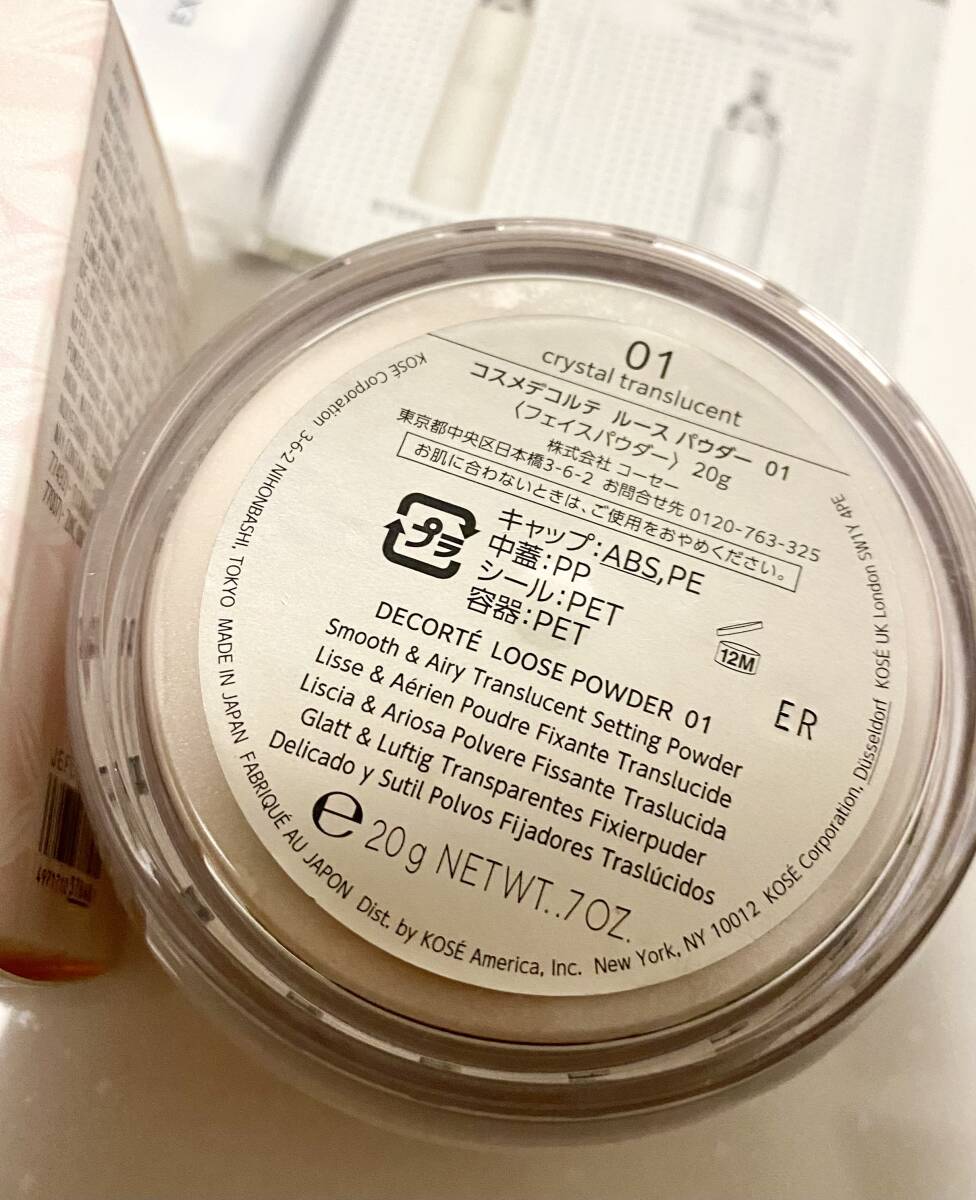 01
crystal translucent
コスメデコルテ ルース パウダー 01
〈フェイスパウダー〉 20g
株式会社 コーセー
東京都中央区日本橋3-6-2 お問合せ先 0120-763-325
お肌に合わないときは、ご使用をおやめください。
プラ
キャップ:ABS,PE
中蓋:PP
シール:PET
容器:PET
12M
ER
DECORTÉ LOOSE POWDER 01
Smooth & Airy Translucent Setting Powder
Lisse & Aérien Poudre Fixante Translucide
Liscia & Ariosa Polvere Fissante Traslucida
Glatt & Luftig Transparentes Fixierpuder
Delicado y Sutil Polvos Fijadores Traslúcidos
e 20g NETWT..7OZ.
KOSÉ Corporation 3-6-2 NIHONBASHI, TOKYO MADE IN JAPAN FABRIQUÉ AU JAPON Dist. by KOSÉ America, Inc. New York, NY 10012 KOSÉ Corporation, Düsseldorf KOSÉ UK London SW1Y 4PE